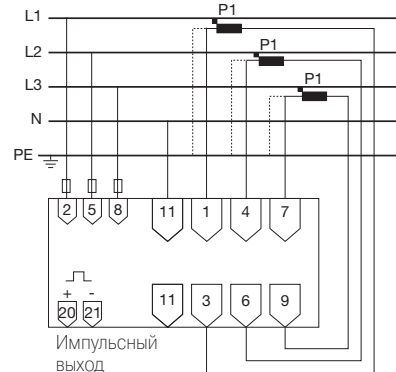 L1
P1
L2
P1
L3
P1
N
PE
2 5 8 11 1 4 7
+ -
20 21 11 3 6 9
Импульсный
выход